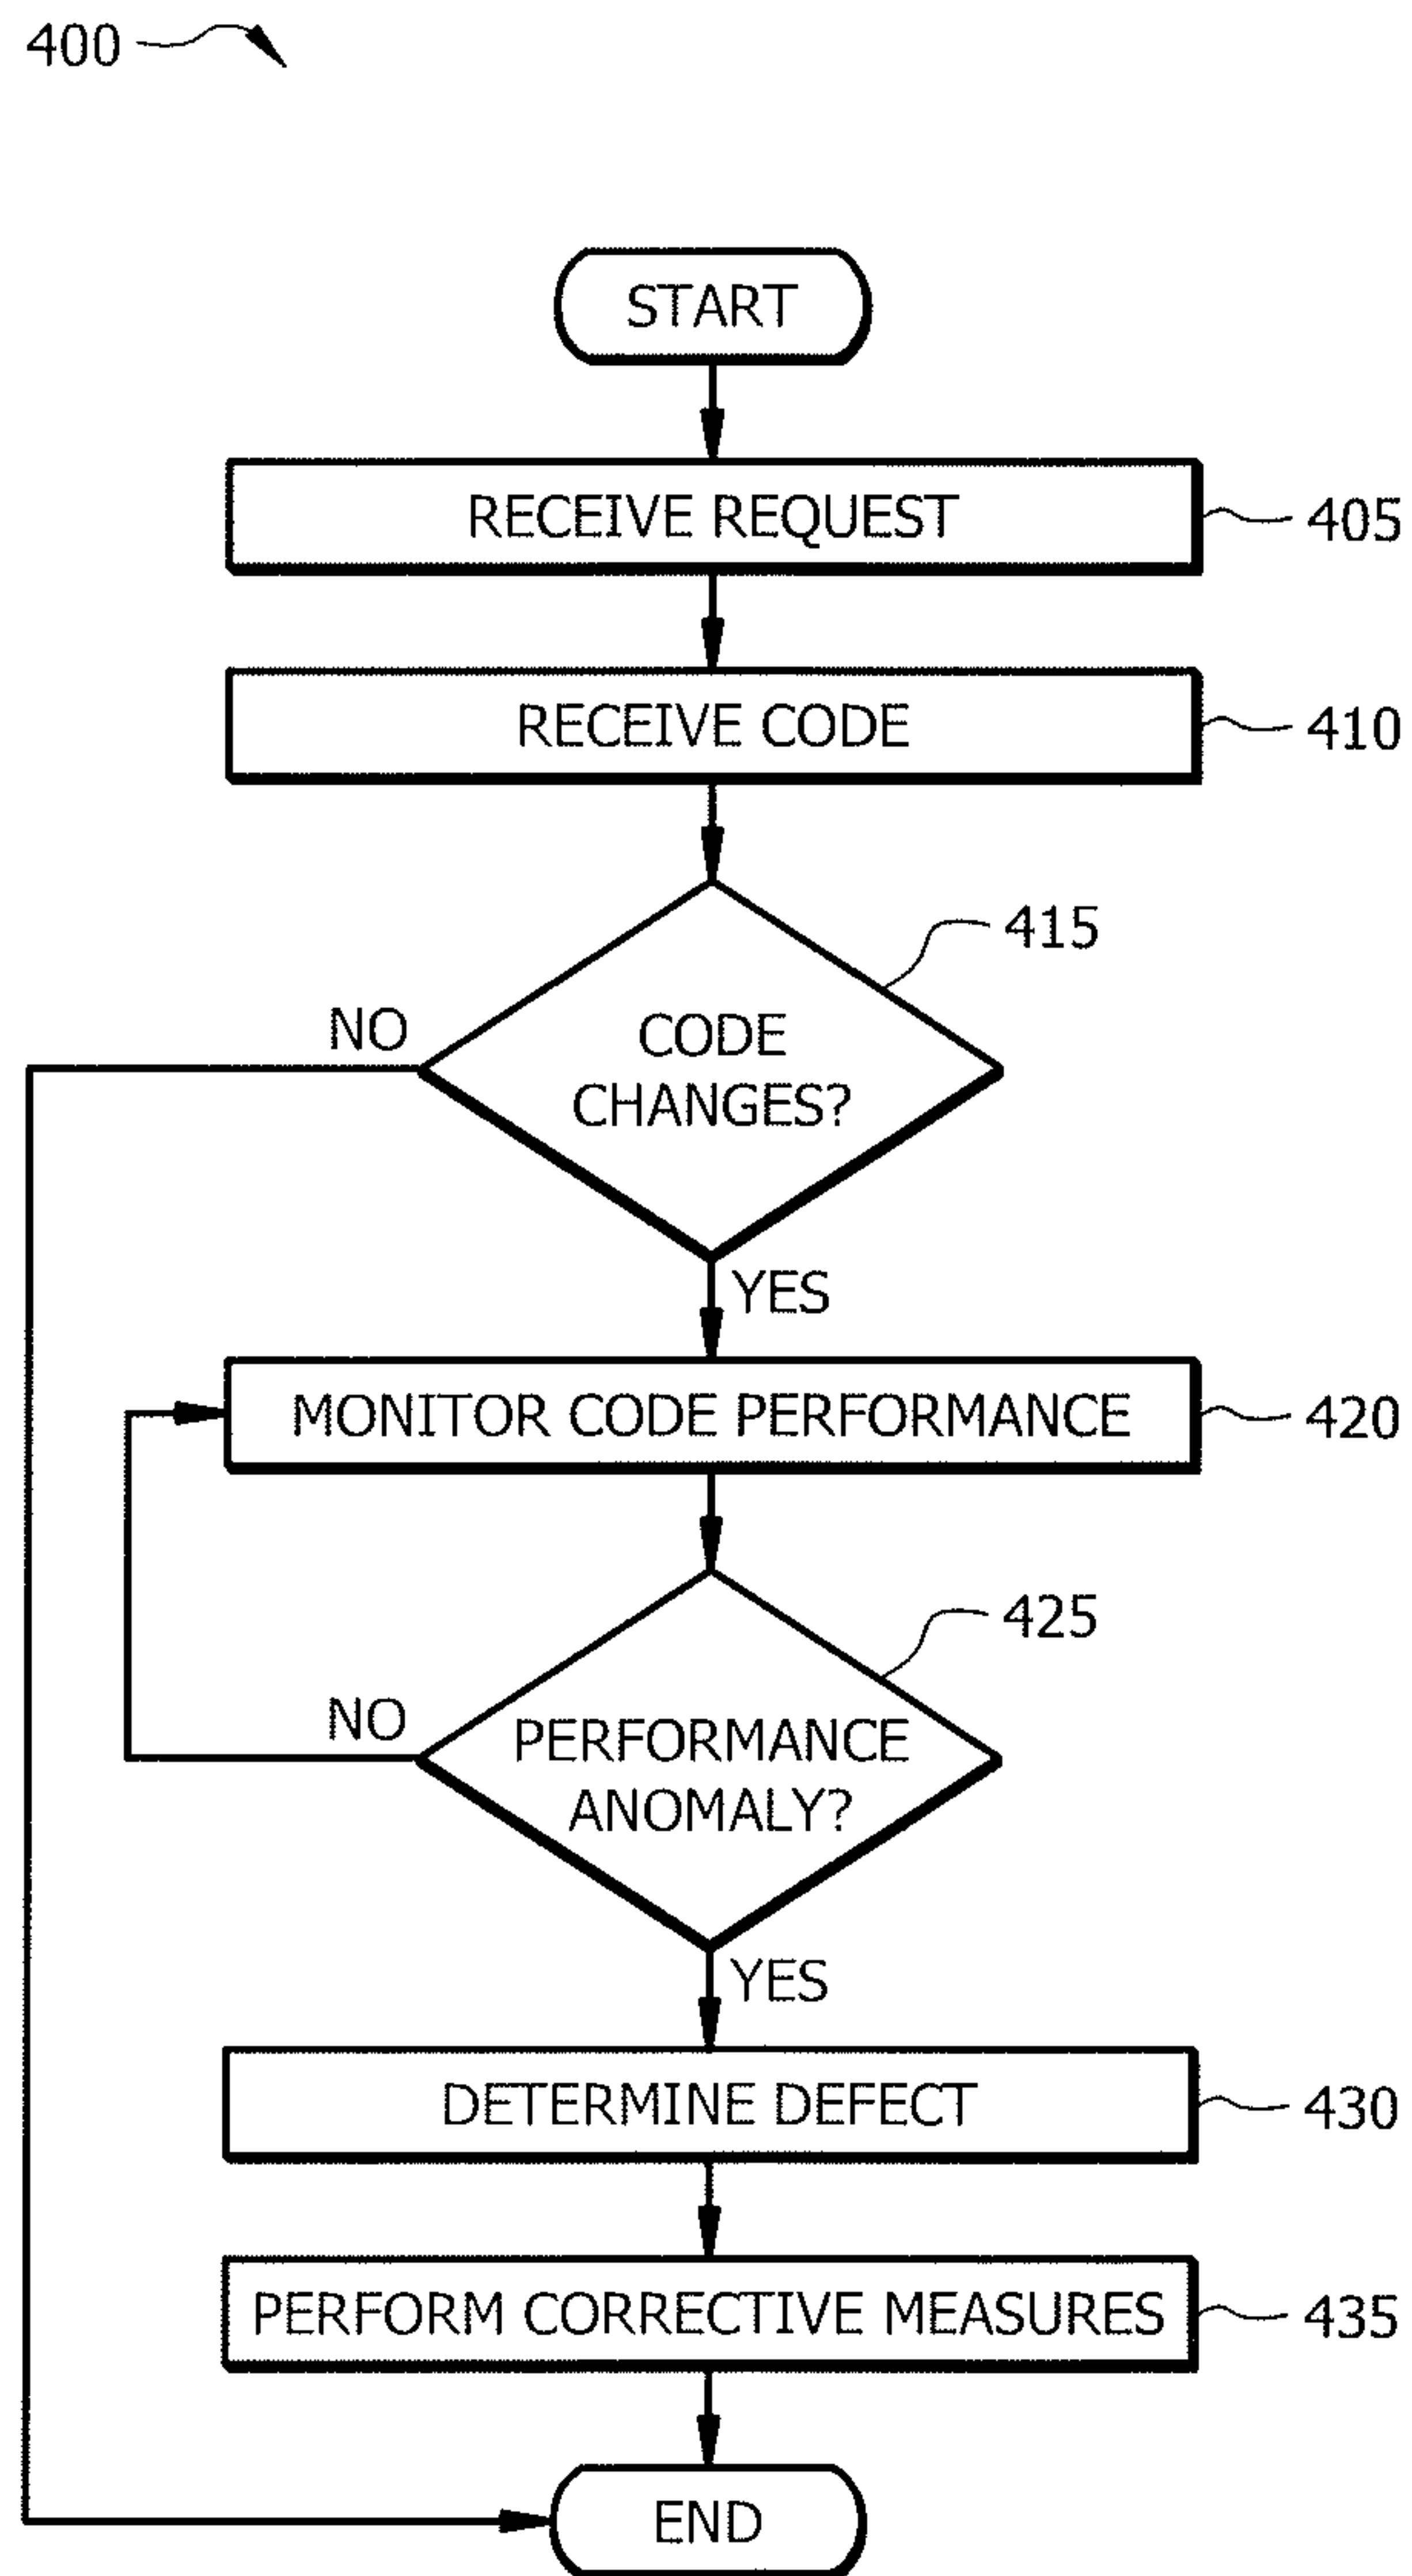 400
START
RECEIVE REQUEST
405
RECEIVE CODE
410
415
NO
CODE
CHANGES?
YES
MONITOR CODE PERFORMANCE
420
425
NO
PERFORMANCE
ANOMALY?
YES
DETERMINE DEFECT
430
PERFORM CORRECTIVE MEASURES
435
END